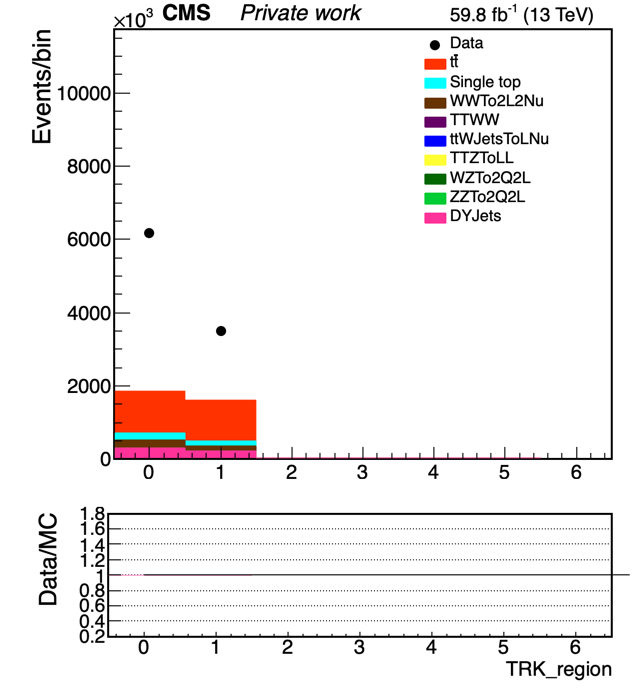 ×10³ CMS Private work 59.8 fb⁻¹ (13 TeV)
Events/bin
10000
8000
6000
4000
2000
0
Data
tt̄
Single top
WWTo2L2Nu
TTWW
ttWJetsToLNu
TTZToLL
WZTo2Q2L
ZZTo2Q2L
DYJets
0 1 2 3 4 5 6
Data/MC
1.8
1.6
1.4
1.2
1
0.8
0.6
0.4
0.2
0 1 2 3 4 5 6
TRK_region